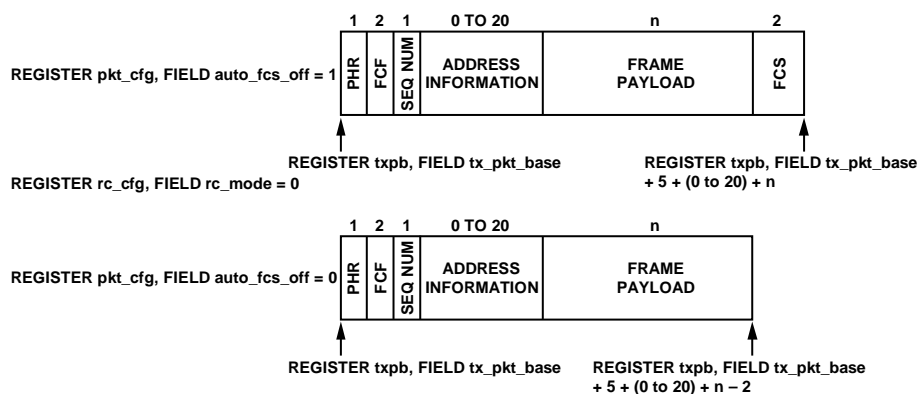 1 2 1 0 TO 20 n 2
REGISTER pkt_cfg, FIELD auto_fcs_off = 1
PHR
FCF
SEQ NUM
ADDRESS
INFORMATION
FRAME
PAYLOAD
FCS
REGISTER txpb, FIELD tx_pkt_base
REGISTER txpb, FIELD tx_pkt_base
+ 5 + (0 to 20) + n
REGISTER rc_cfg, FIELD rc_mode = 0
1 2 1 0 TO 20 n
REGISTER pkt_cfg, FIELD auto_fcs_off = 0
PHR
FCF
SEQ NUM
ADDRESS
INFORMATION
FRAME
PAYLOAD
REGISTER txpb, FIELD tx_pkt_base
REGISTER txpb, FIELD tx_pkt_base
+ 5 + (0 to 20) + n – 2